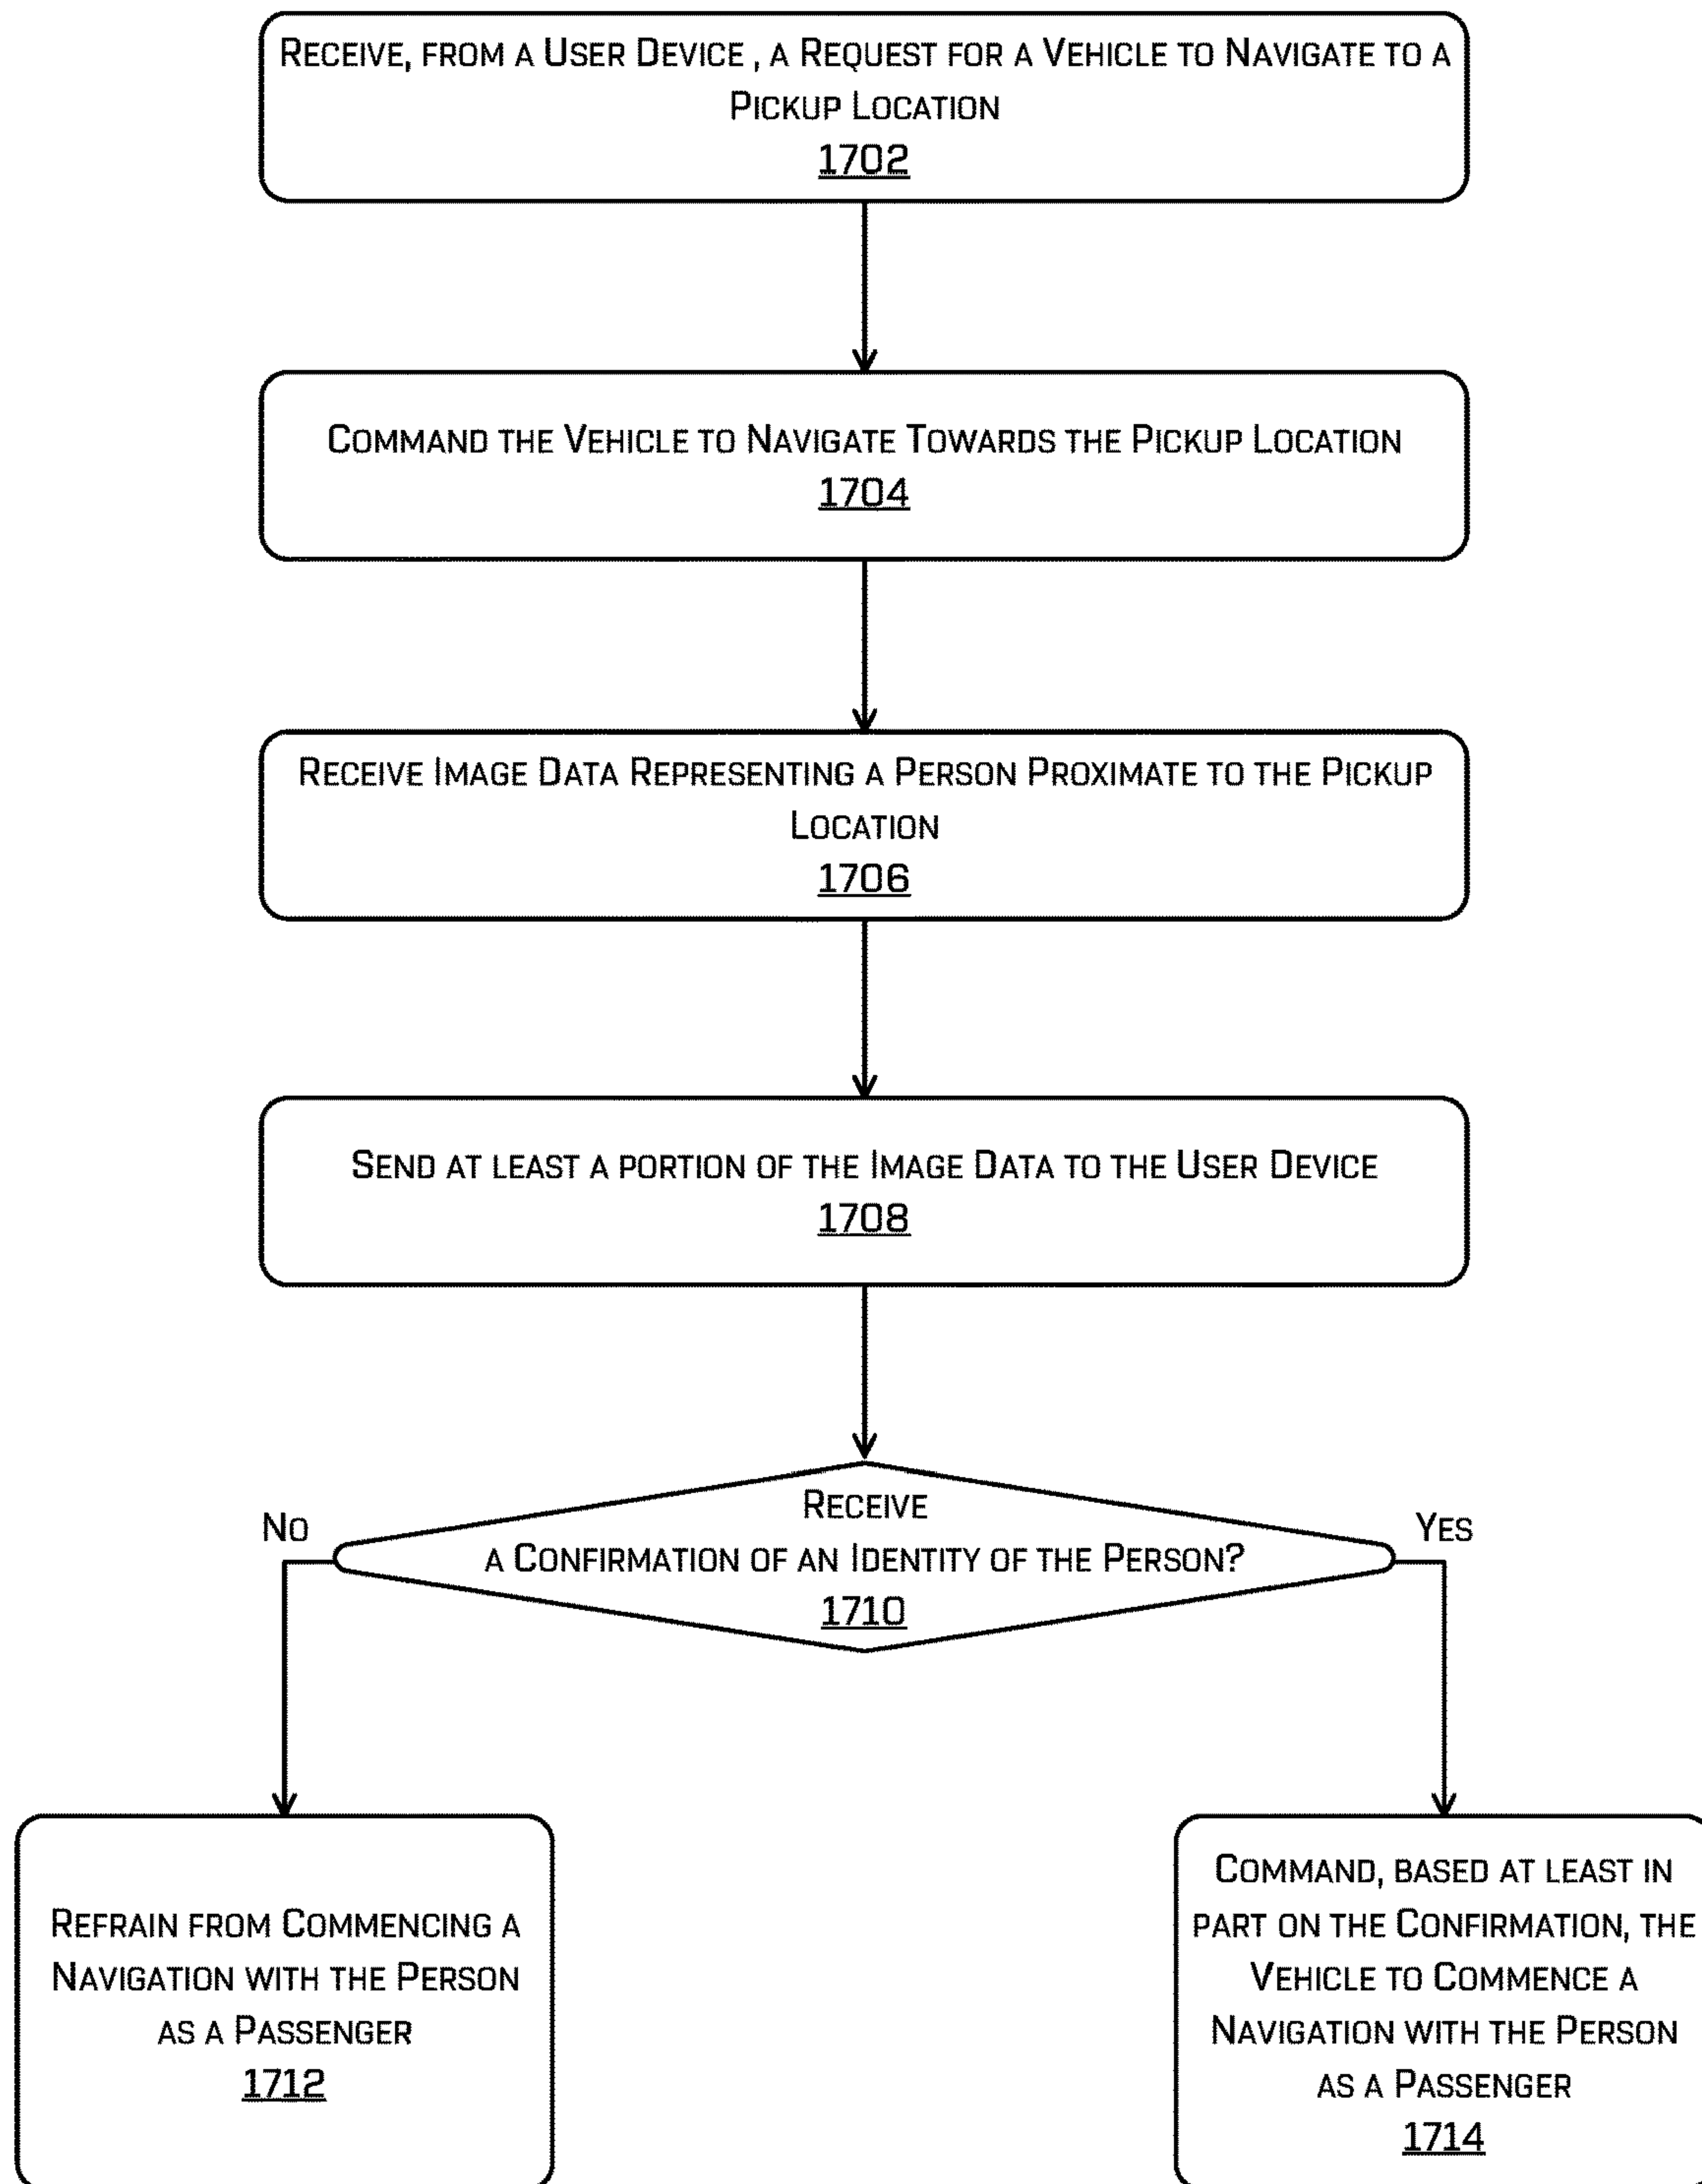 Receive, from a User Device , a Request for a Vehicle to Navigate to a
Pickup Location
1702
Command the Vehicle to Navigate Towards the Pickup Location
1704
Receive Image Data Representing a Person Proximate to the Pickup
Location
1706
Send at least a portion of the Image Data to the User Device
1708
Receive
a Confirmation of an Identity of the Person?
1710
No
Yes
Refrain from Commencing a
Navigation with the Person
as a Passenger
1712
Command, based at least in
part on the Confirmation, the
Vehicle to Commence a
Navigation with the Person
as a Passenger
1714